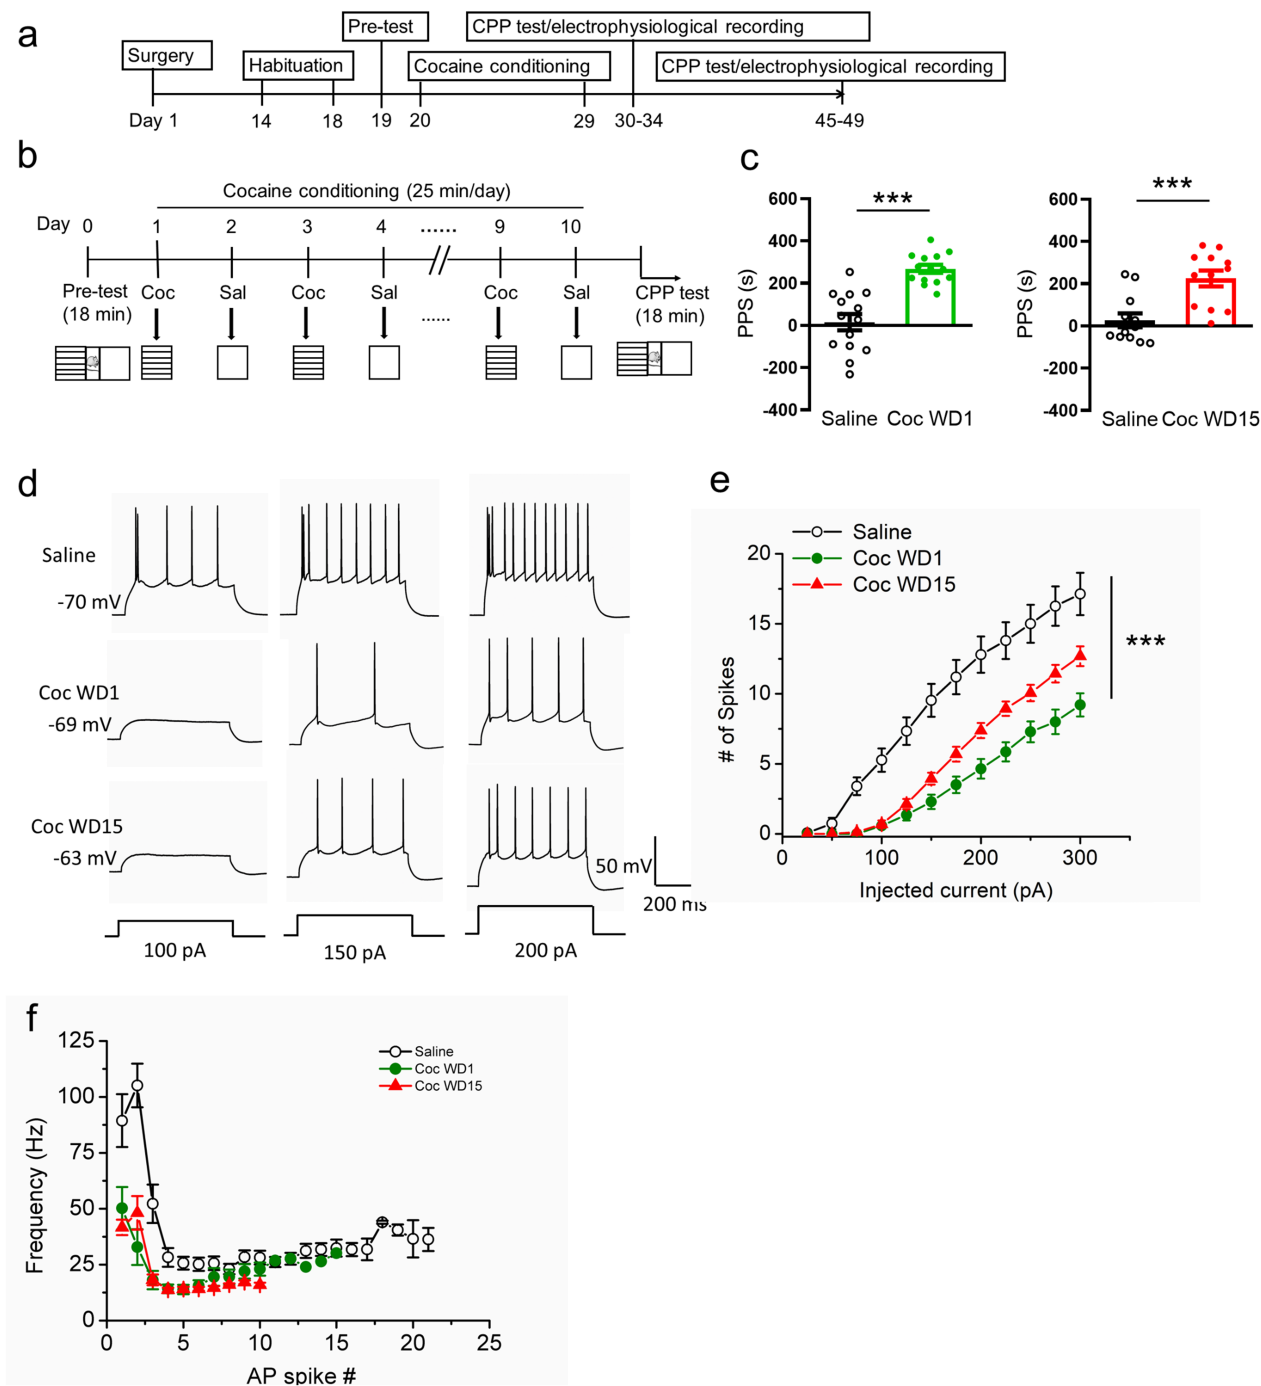 a
Pre-test
CPP test/electrophysiological recording
Surgery
Habituation
Cocaine conditioning
CPP test/electrophysiological recording
Day 1
14
18
19
20
29
30-34
45-49
b
Cocaine conditioning (25 min/day)
Day 0 1 2 3 4 ...... 9 10
Pre-test
(18 min)
Coc
Sal
Coc
Sal
......
Coc
Sal
CPP test
(18 min)
c
PPS (s)
600
400
200
0
-200
-400
***
Saline Coc WD1
PPS (s)
600
400
200
0
-200
-400
***
Saline Coc WD15
d
Saline
-70 mV
Coc WD1
-69 mV
Coc WD15
-63 mV
50 mV
200 ms
100 pA
150 pA
200 pA
e
Saline
Coc WD1
Coc WD15
# of Spikes
20
15
10
5
0
***
0 100 200 300
Injected current (pA)
f
Saline
Coc WD1
Coc WD15
Frequency (Hz)
125
100
75
50
25
0
0 5 10 15 20 25
AP spike #